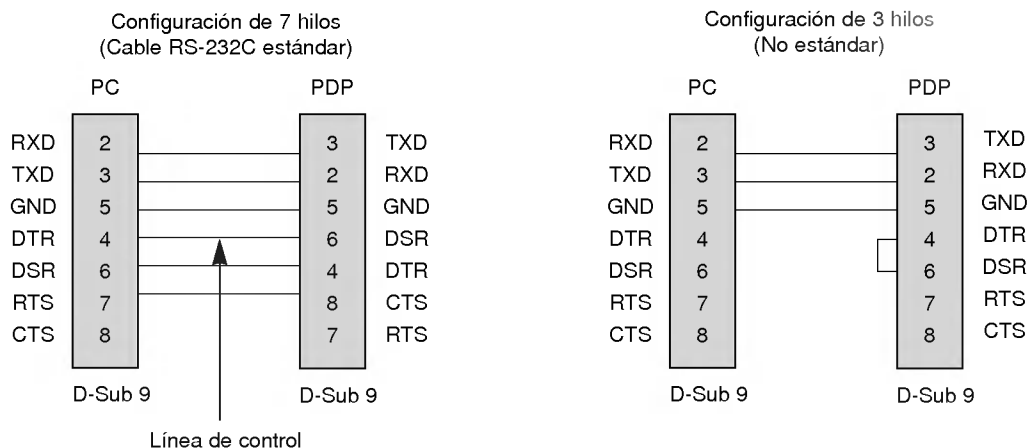 Configuración de 7 hilos
(Cable RS-232C estándar)
PC PDP
RXD 2 3 TXD
TXD 3 2 RXD
GND 5 5 GND
DTR 4 6 DSR
DSR 6 4 DTR
RTS 7 8 CTS
CTS 8 7 RTS
D-Sub 9 D-Sub 9
Línea de control
Configuración de 3 hilos
(No estándar)
PC PDP
RXD 2 3 TXD
TXD 3 2 RXD
GND 5 5 GND
DTR 4 4 DTR
DSR 6 6 DSR
RTS 7 7 RTS
CTS 8 8 CTS
D-Sub 9 D-Sub 9